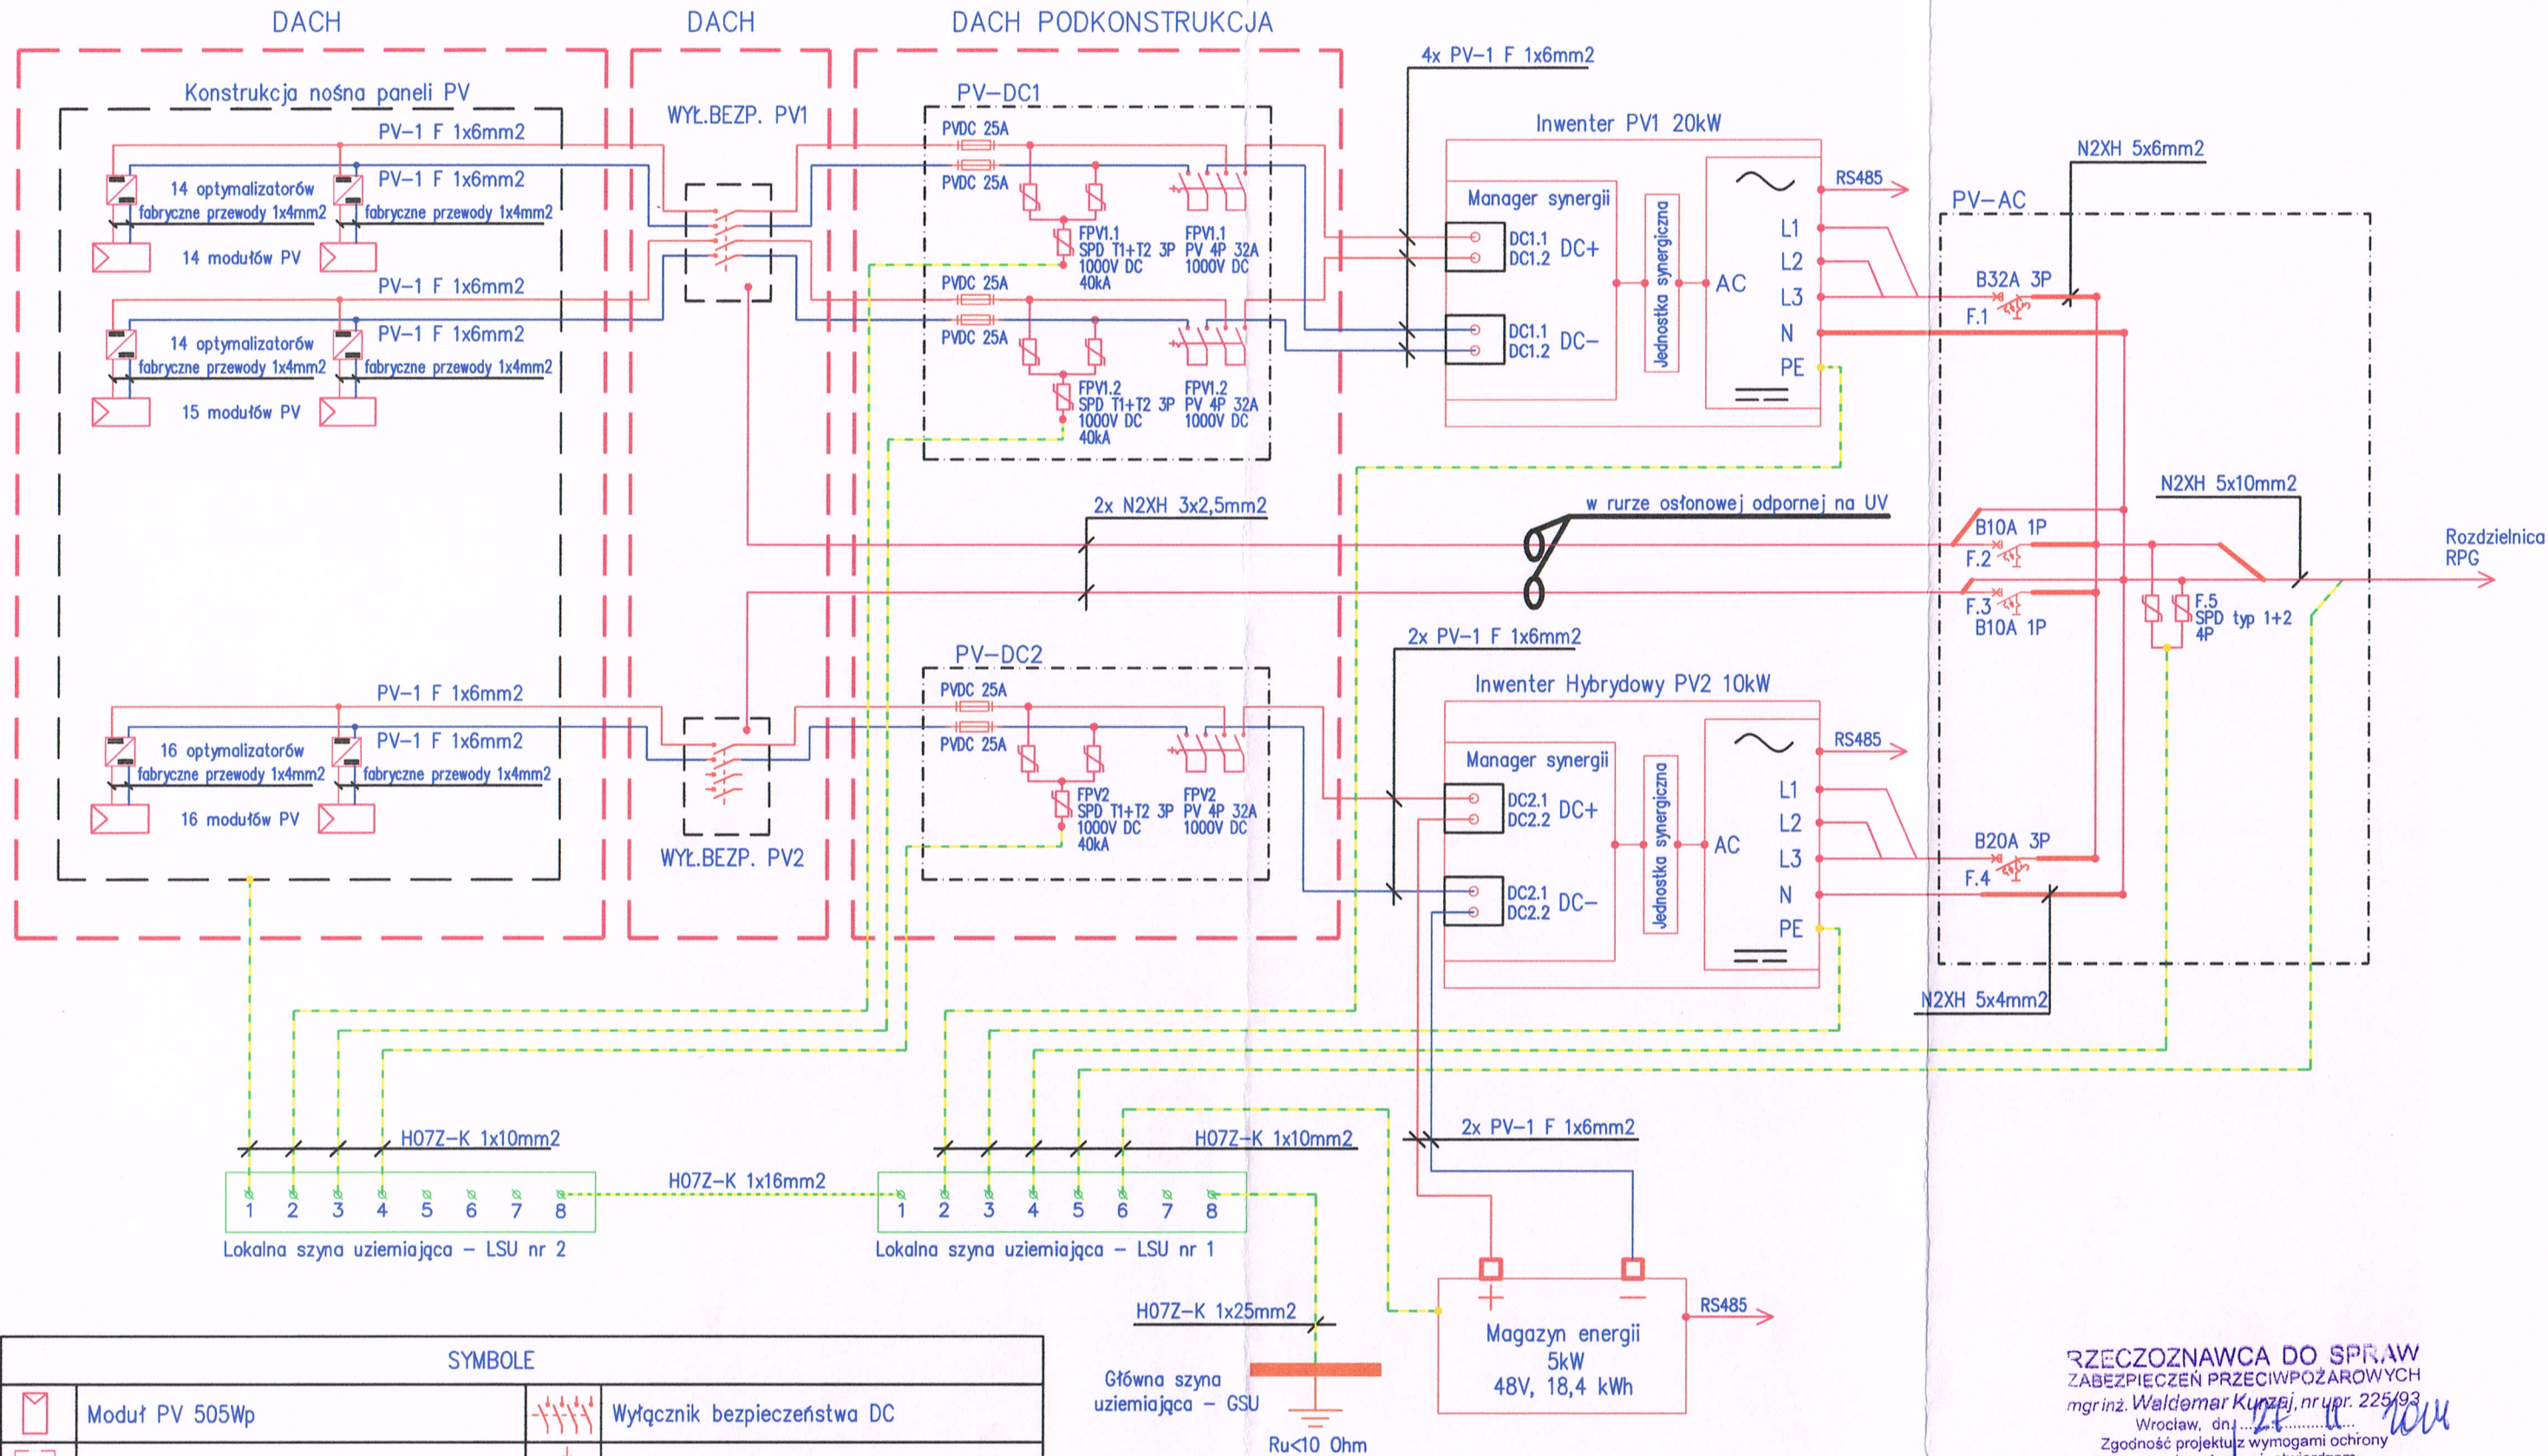 DACH
DACH
DACH PODKONSTRUKCJA
Konstrukcja nośna paneli PV
PV-1 F 1x6mm2
PV-1 F 1x6mm2
14 optymalizatorów
fabryczne przewody 1x4mm2
fabryczne przewody 1x4mm2
14 modułów PV
PV-1 F 1x6mm2
PV-1 F 1x6mm2
14 optymalizatorów
fabryczne przewody 1x4mm2
fabryczne przewody 1x4mm2
15 modułów PV
PV-1 F 1x6mm2
PV-1 F 1x6mm2
16 optymalizatorów
fabryczne przewody 1x4mm2
fabryczne przewody 1x4mm2
16 modułów PV
WYŁ.BEZP. PV1
WYŁ.BEZP. PV2
PV-DC1
PVDC 25A
PVDC 25A
FPV1.1
SPD T1+T2 3P
1000V DC
40kA
FPV1.1
PV 4P 32A
1000V DC
PVDC 25A
PVDC 25A
FPV1.2
SPD T1+T2 3P
1000V DC
40kA
FPV1.2
PV 4P 32A
1000V DC
2x N2XH 3x2,5mm2
PV-DC2
PVDC 25A
PVDC 25A
FPV2
SPD T1+T2 3P
1000V DC
40kA
FPV2
PV 4P 32A
1000V DC
4x PV-1 F 1x6mm2
Inwenter PV1 20kW
Manager synergii
DC1.1
DC1.2
DC+
DC1.1
DC1.2
DC-
Jednostka synergiczna
AC
RS485
L1
L2
L3
N
PE
w rurze osłonowej odpornej na UV
2x PV-1 F 1x6mm2
Inwenter Hybrydowy PV2 10kW
Manager synergii
DC2.1
DC2.2
DC+
DC2.1
DC2.2
DC-
Jednostka synergiczna
AC
RS485
L1
L2
L3
N
PE
N2XH 5x6mm2
PV-AC
B32A 3P
F.1
N2XH 5x10mm2
B10A 1P
F.2
F.3
B10A 1P
F.5
SPD typ 1+2
4P
Rozdzielnica
RPG
B20A 3P
F.4
N2XH 5x4mm2
H07Z-K 1x10mm2
1 2 3 4 5 6 7 8
Lokalna szyna uziemiająca - LSU nr 2
H07Z-K 1x16mm2
H07Z-K 1x10mm2
1 2 3 4 5 6 7 8
Lokalna szyna uziemiająca - LSU nr 1
2x PV-1 F 1x6mm2
H07Z-K 1x25mm2
Główna szyna
uziemiająca - GSU
Ru<10 Ohm
+ −
Magazyn energii
5kW
48V, 18,4 kWh
RS485
SYMBOLE
Moduł PV 505Wp
Wyłącznik bezpieczeństwa DC
RZECZOZNAWCA DO SPRAW
ZABEZPIECZEŃ PRZECIWPOŻAROWYCH
mgr inż. Waldemar Kurzaj, nr upr. 225/93
Wrocław, dn.
Zgodność projektu z wymogami ochrony